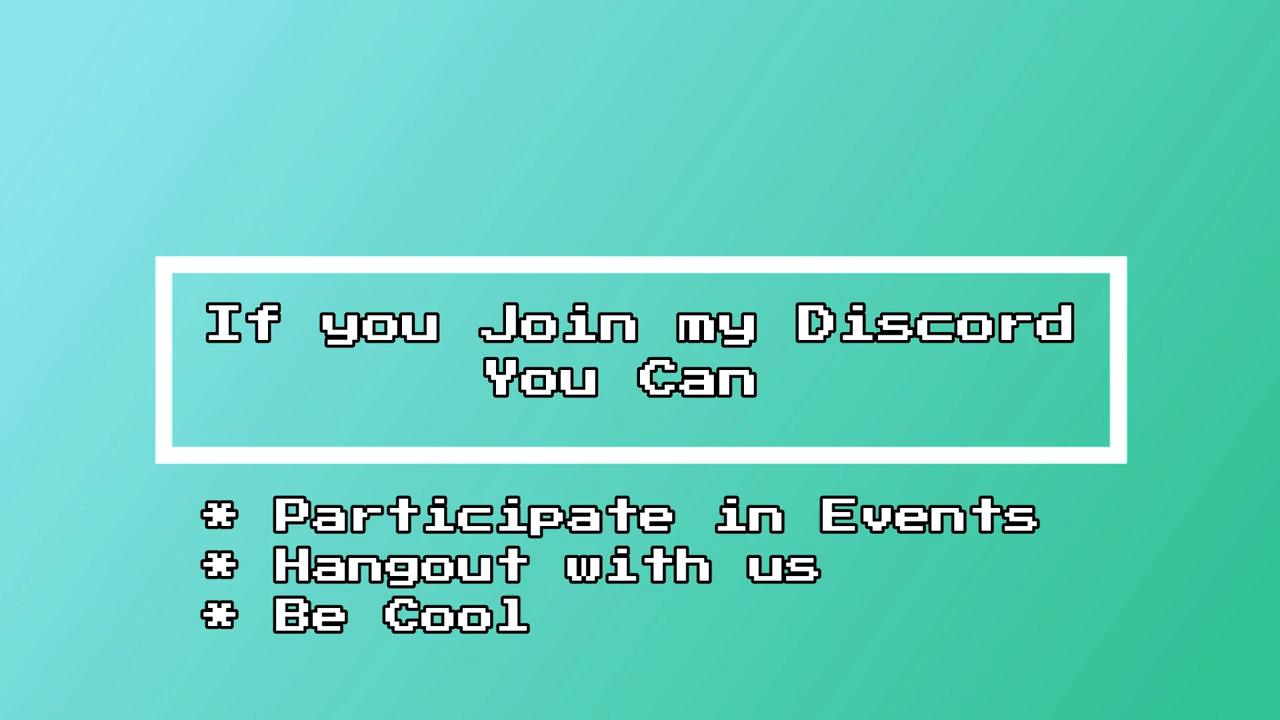 If you Join my Discord
You Can
* Participate in Events
* Hangout with us
* Be Cool